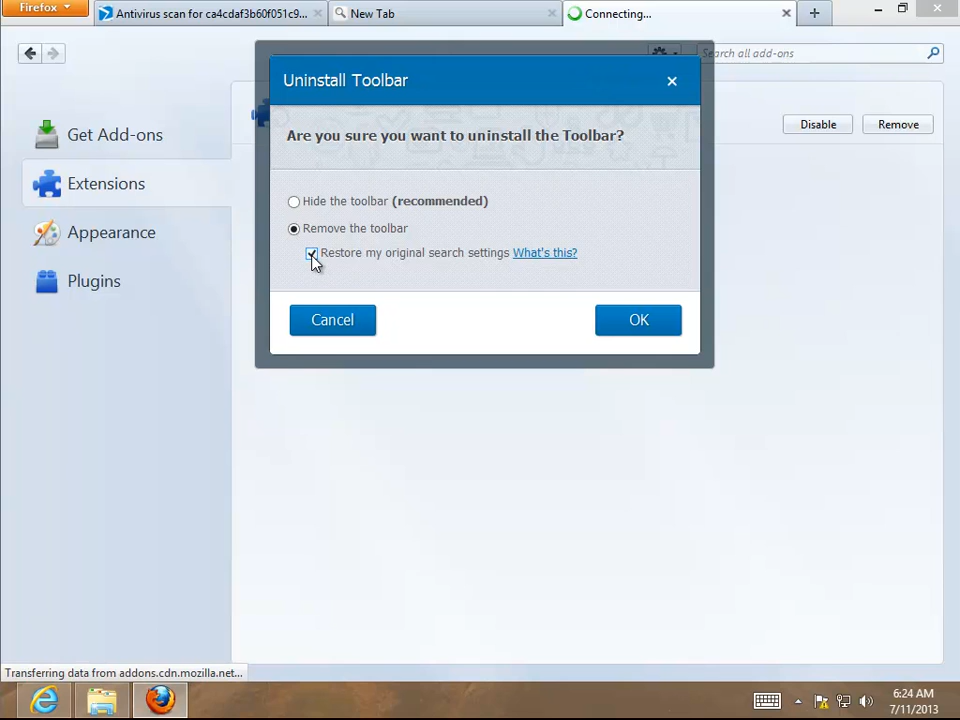 Firefox
Antivirus scan for ca4cdaf3b60f051c9...
New Tab
Connecting...
Search all add-ons
Uninstall Toolbar
Are you sure you want to uninstall the Toolbar?
Disable
Remove
Get Add-ons
Extensions
Appearance
Plugins
Hide the toolbar (recommended)
Remove the toolbar
Restore my original search settings What's this?
Cancel
OK
Transferring data from addons.cdn.mozilla.net...
6:24 AM
7/11/2013